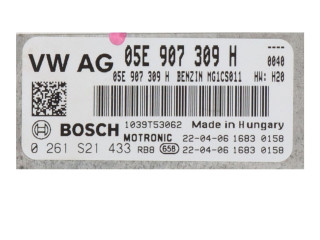 VW AG 05E 907 309 H
----
0040
05E 907 309 H BENZIN MG1CS011 HW: H20
BOSCH 1039T53062 Made in Hungary
MOTRONIC 22-04-06 1683 0158
0 261 S21 433 RB8 658 22-04-06 1683 0158